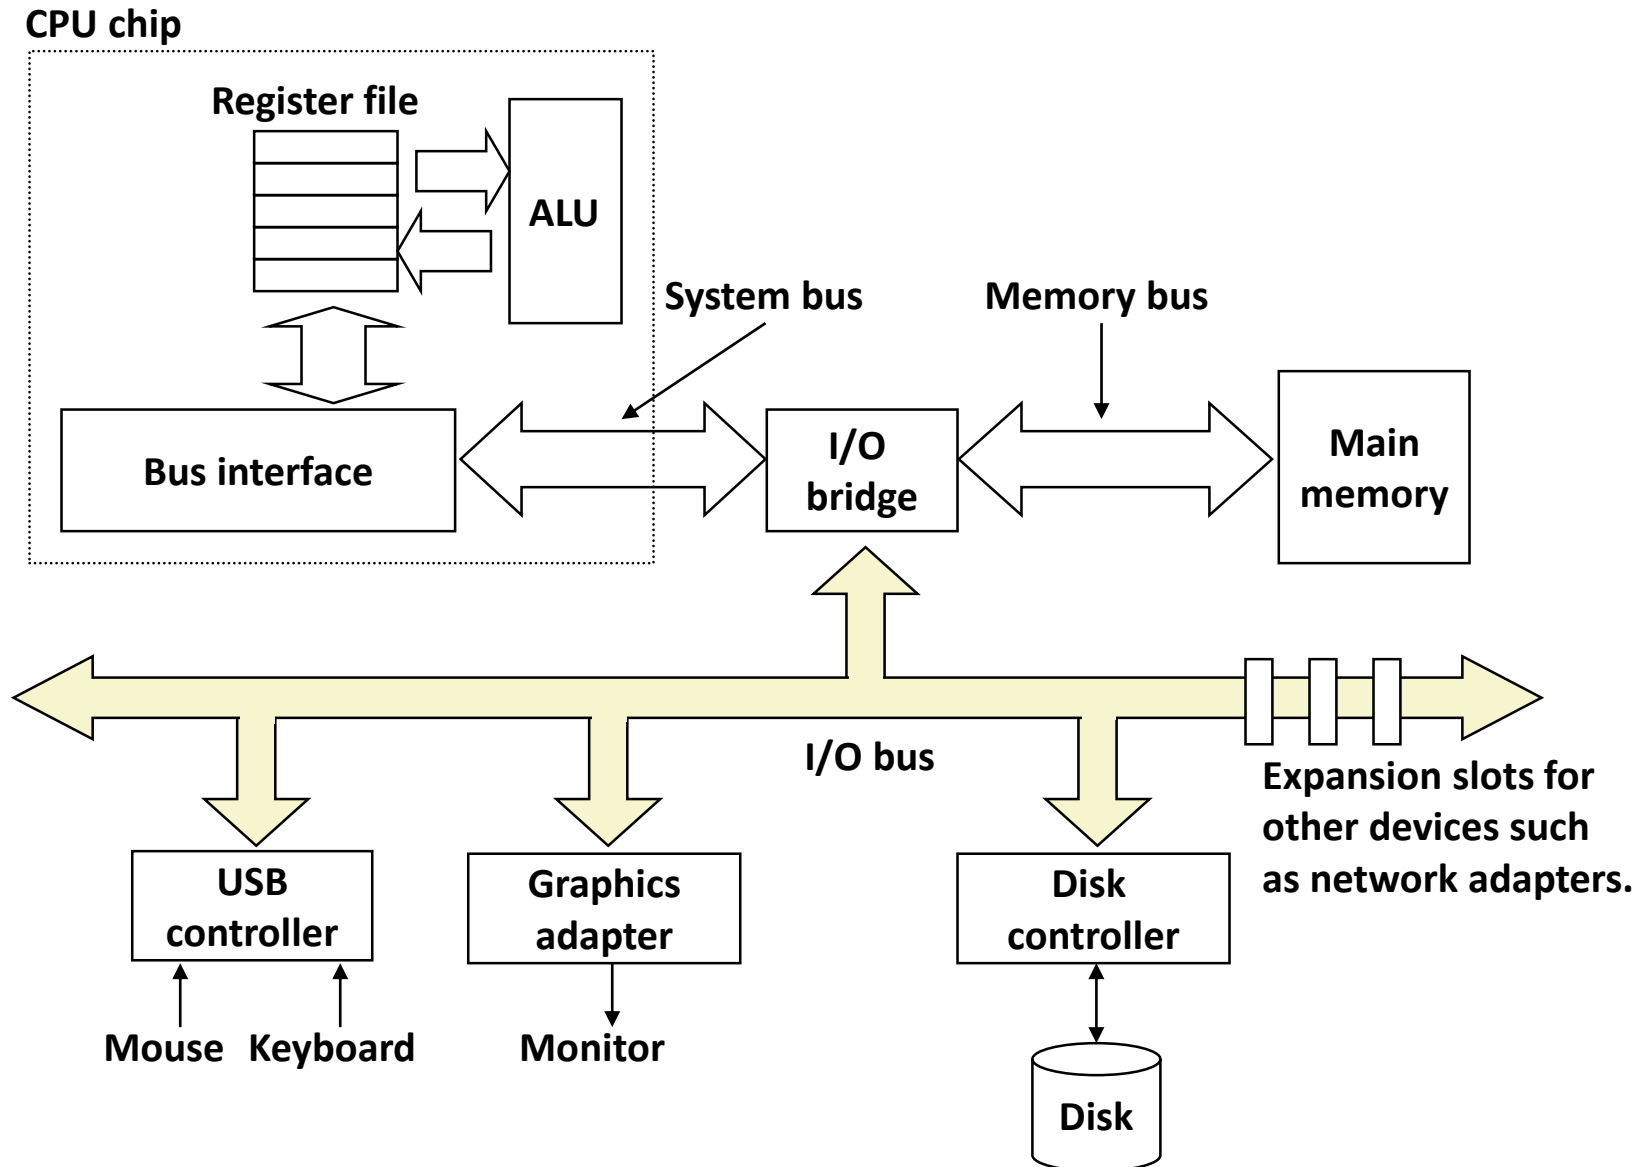 CPU chip
Register file
ALU
System bus
Memory bus
Bus interface
I/O
bridge
Main
memory
I/O bus
Expansion slots for
other devices such
as network adapters.
USB
controller
Graphics
adapter
Disk
controller
Mouse
Keyboard
Monitor
Disk